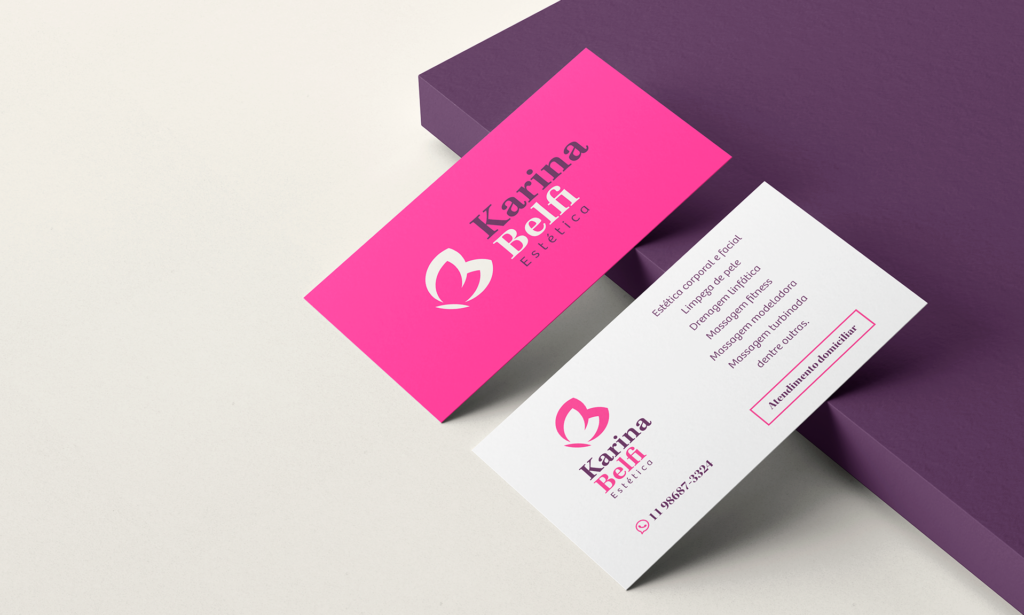 Karina
Belfi
Estética
Estética corporal e facial
Limpeza de pele
Drenagem linfática
Massagem fitness
Massagem modeladora
Massagem turbinada
dentre outras.
Atendimento domiciliar
Karina
Belfi
Estética
11 98687-3324